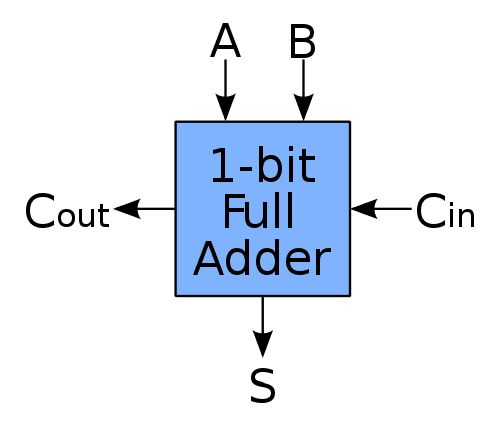 A B
1-bit
Full
Adder
Cout
Cin
S